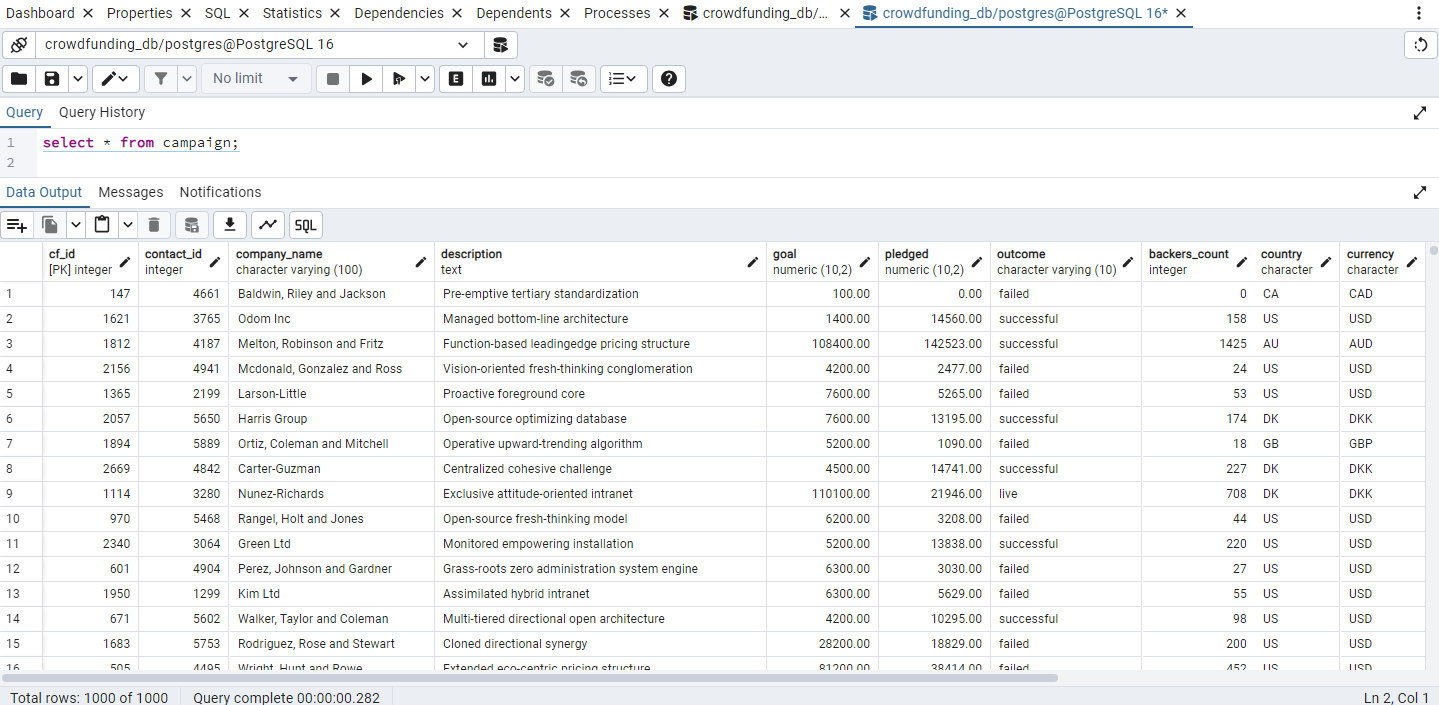 Dashboard Properties SQL Statistics Dependencies Dependents Processes crowdfunding_db/... crowdfunding_db/postgres@PostgreSQL 16*
crowdfunding_db/postgres@PostgreSQL 16
No limit E
Query Query History
1 select * from campaign;
2
Data Output Messages Notifications
SQL
cf_id contact_id company_name description goal pledged outcome backers_count country currency
[PK] integer integer character varying (100) text numeric (10,2) numeric (10,2) character varying (10) integer character character
1 147 4661 Baldwin, Riley and Jackson Pre-emptive tertiary standardization 100.00 0.00 failed 0 CA CAD
2 1621 3765 Odom Inc Managed bottom-line architecture 1400.00 14560.00 successful 158 US USD
3 1812 4187 Melton, Robinson and Fritz Function-based leadingedge pricing structure 108400.00 142523.00 successful 1425 AU AUD
4 2156 4941 Mcdonald, Gonzalez and Ross Vision-oriented fresh-thinking conglomeration 4200.00 2477.00 failed 24 US USD
5 1365 2199 Larson-Little Proactive foreground core 7600.00 5265.00 failed 53 US USD
6 2057 5650 Harris Group Open-source optimizing database 7600.00 13195.00 successful 174 DK DKK
7 1894 5889 Ortiz, Coleman and Mitchell Operative upward-trending algorithm 5200.00 1090.00 failed 18 GB GBP
8 2669 4842 Carter-Guzman Centralized cohesive challenge 4500.00 14741.00 successful 227 DK DKK
9 1114 3280 Nunez-Richards Exclusive attitude-oriented intranet 110100.00 21946.00 live 708 DK DKK
10 970 5468 Rangel, Holt and Jones Open-source fresh-thinking model 6200.00 3208.00 failed 44 US USD
11 2340 3064 Green Ltd Monitored empowering installation 5200.00 13838.00 successful 220 US USD
12 601 4904 Perez, Johnson and Gardner Grass-roots zero administration system engine 6300.00 3030.00 failed 27 US USD
13 1950 1299 Kim Ltd Assimilated hybrid intranet 6300.00 5629.00 failed 55 US USD
14 671 5602 Walker, Taylor and Coleman Multi-tiered directional open architecture 4200.00 10295.00 successful 98 US USD
15 1683 5753 Rodriguez, Rose and Stewart Cloned directional synergy 28200.00 18829.00 failed 200 US USD
16 505 4495 Wright, Hunt and Rowe Extended eco-centric pricing structure 81200.00 38414.00 failed 452 US USD
Total rows: 1000 of 1000 Query complete 00:00:00.282 Ln 2, Col 1